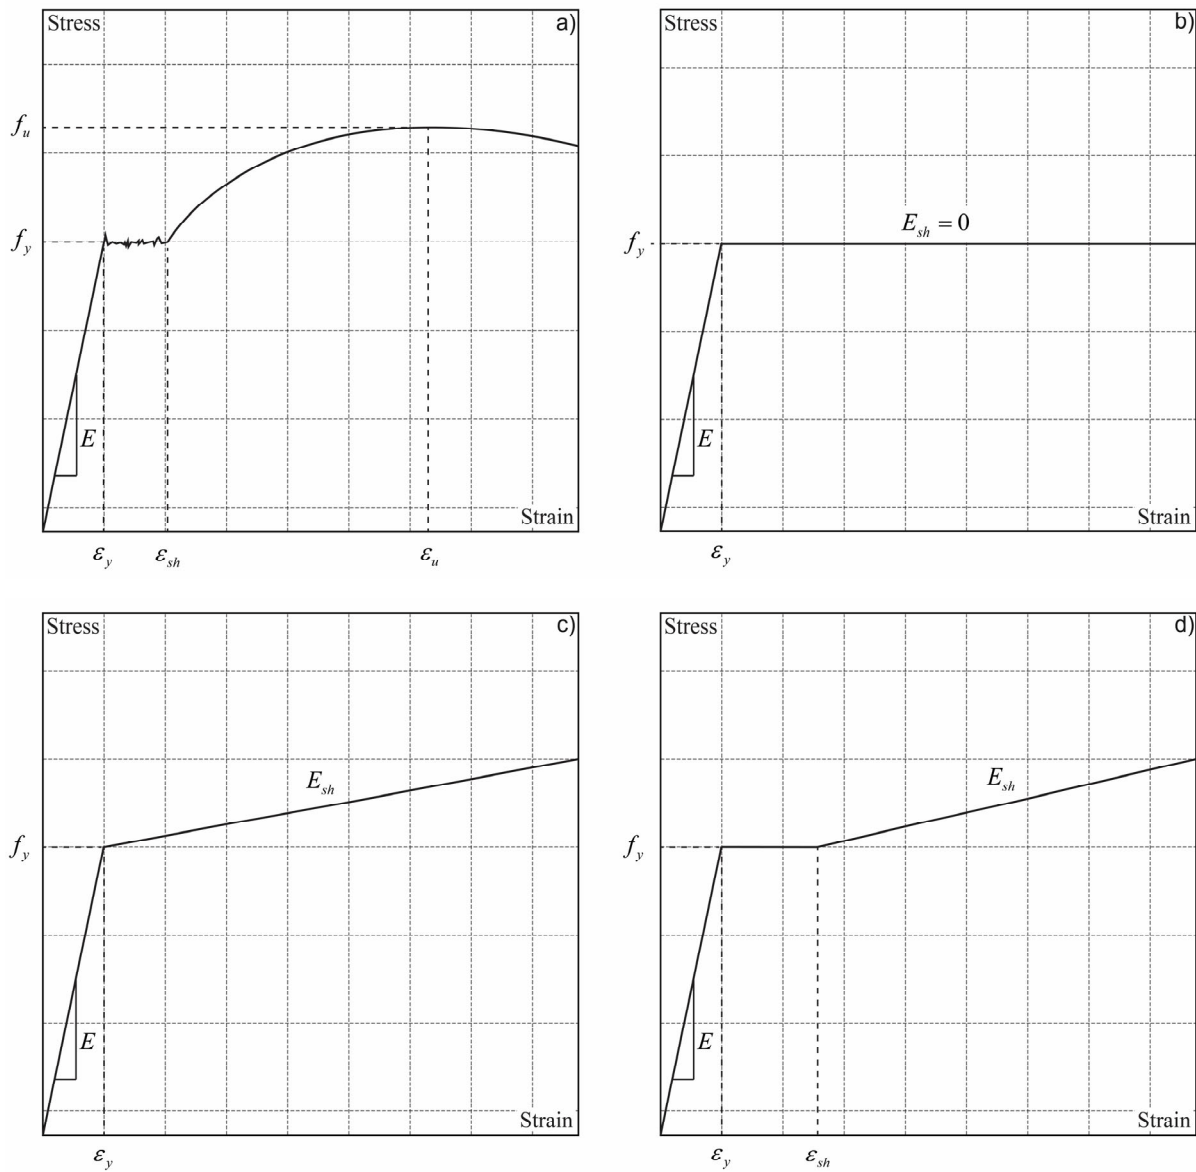 Stress a)
f_u
f_y
E
Strain
ε_y ε_sh ε_u
Stress b)
E_sh = 0
f_y
E
Strain
ε_y
Stress c)
E_sh
f_y
E
Strain
ε_y
Stress d)
E_sh
f_y
E
Strain
ε_y ε_sh